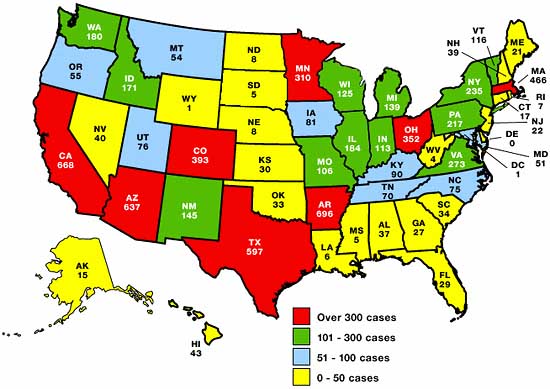 WA
180
OR
55
CA
668
ID
171
NV
40
MT
54
WY
1
UT
76
AZ
637
CO
393
NM
145
ND
8
SD
5
NE
8
KS
30
OK
33
TX
597
MN
310
IA
81
MO
106
AR
696
LA
6
WI
125
IL
184
MI
139
IN
113
OH
352
KY
90
TN
70
MS
5
AL
37
GA
27
FL
29
SC
34
NC
75
VA
273
WV
4
PA
217
NY
235
VT
116
NH
39
ME
21
MA
466
RI
7
CT
17
NJ
22
DE
0
MD
51
DC
1
AK
15
HI
43
Over 300 cases
101 - 300 cases
51 - 100 cases
0 - 50 cases